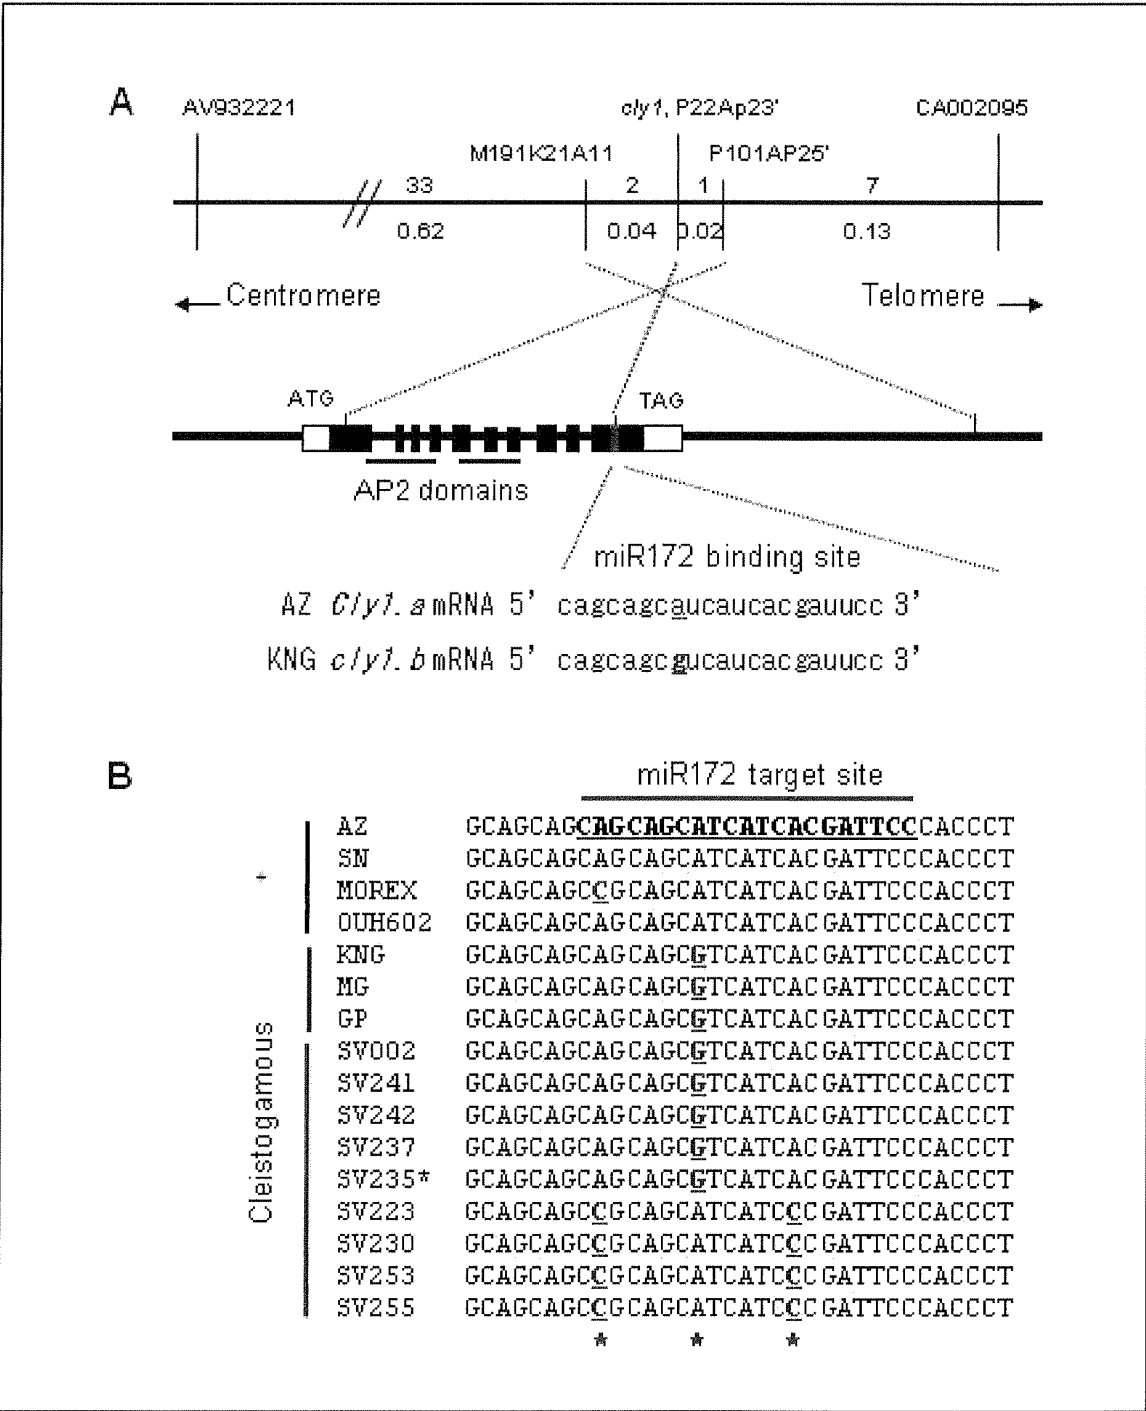 A
AV932221
cly1, P22Ap23'
CA002095
M191K21A11
P101AP25'
33
2
1
7
0.62
0.04
0.02
0.13
Centromere
Telomere
ATG
TAG
AP2 domains
miR172 binding site
AZ Cly1.a mRNA 5' cagcagcaucaucacgauucc 3'
KNG cly1.b mRNA 5' cagcagcgucaucacgauucc 3'
B
miR172 target site
AZ GCAGCAGCAGCAGCATCATCACGATTCCCACCCT
SN GCAGCAGCAGCAGCATCATCACGATTCCCACCCT
+
MOREX GCAGCAGCCGCAGCATCATCACGATTCCCACCCT
OUH602 GCAGCAGCAGCAGCATCATCACGATTCCCACCCT
KNG GCAGCAGCAGCAGCGTCATCACGATTCCCACCCT
MG GCAGCAGCAGCAGCGTCATCACGATTCCCACCCT
GP GCAGCAGCAGCAGCGTCATCACGATTCCCACCCT
Cleistogamous
SV002 GCAGCAGCAGCAGCGTCATCACGATTCCCACCCT
SV241 GCAGCAGCAGCAGCGTCATCACGATTCCCACCCT
SV242 GCAGCAGCAGCAGCGTCATCACGATTCCCACCCT
SV237 GCAGCAGCAGCAGCGTCATCACGATTCCCACCCT
SV235* GCAGCAGCAGCAGCGTCATCACGATTCCCACCCT
SV223 GCAGCAGCCGCAGCATCATCCCGATTCCCACCCT
SV230 GCAGCAGCCGCAGCATCATCCCGATTCCCACCCT
SV253 GCAGCAGCCGCAGCATCATCCCGATTCCCACCCT
SV255 GCAGCAGCCGCAGCATCATCCCGATTCCCACCCT
* * *